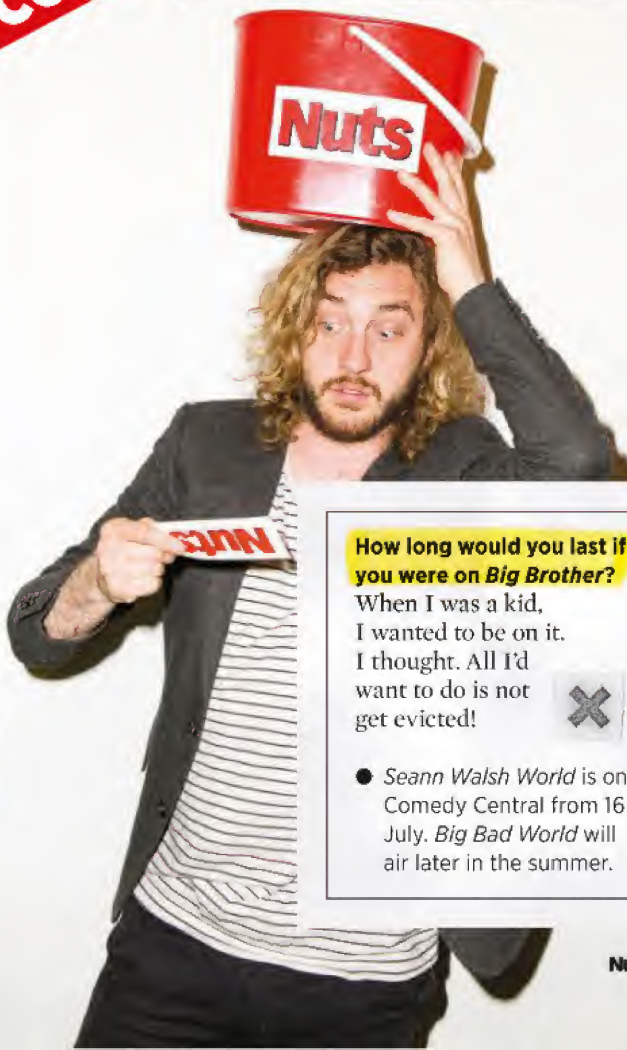 Nuts
Nuts
How long would you last if
you were on Big Brother?
When I was a kid,
I wanted to be on it.
I thought. All I'd
want to do is not
get evicted!
● Seann Walsh World is on
Comedy Central from 16
July. Big Bad World will
air later in the summer.